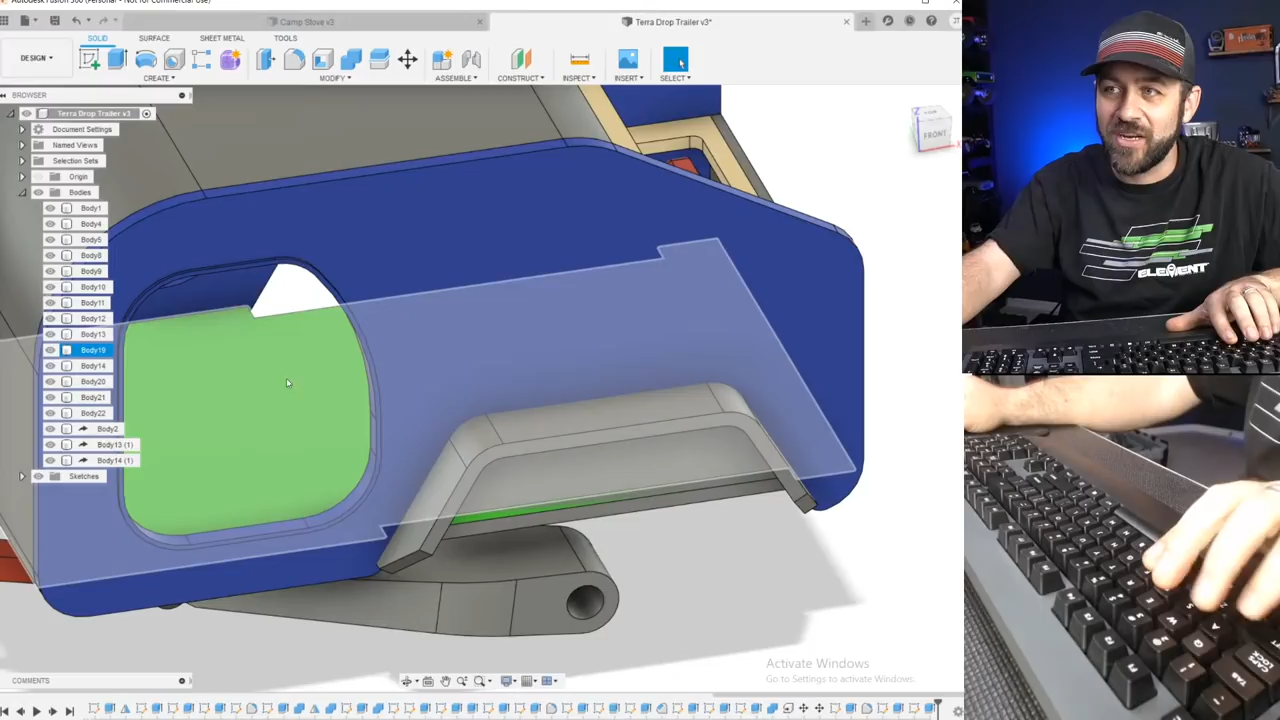 Autodesk Fusion 360 (Personal - Not for Commercial Use)
Camp Stove v3
Terra Drop Trailer v3*
DESIGN
SOLID
SURFACE
SHEET METAL
TOOLS
CREATE
MODIFY
ASSEMBLE
CONSTRUCT
INSPECT
INSERT
SELECT
BROWSER
Terra Drop Trailer v3
Document Settings
Named Views
Selection Sets
Origin
Bodies
Body1
Body4
Body5
Body8
Body9
Body10
Body11
Body12
Body13
Body19
Body14
Body20
Body21
Body22
Body2
Body13 (1)
Body14 (1)
Sketches
Z
FRONT
X
ELEMENT
Activate Windows
Go to Settings to activate Windows.
COMMENTS
CAPS LOCK